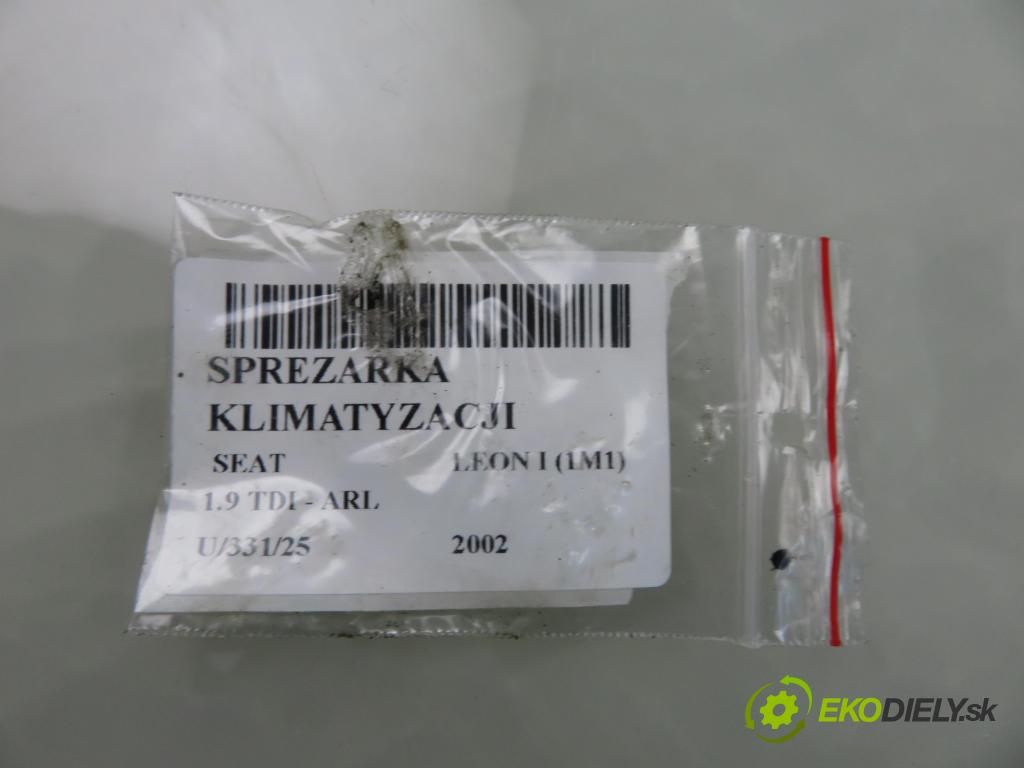 SPREZARKA
KLIMATYZACJI
SEAT LEON I (1M1)
1.9 TDI - ARL
U/331/25 2002
EKODIELY.sk